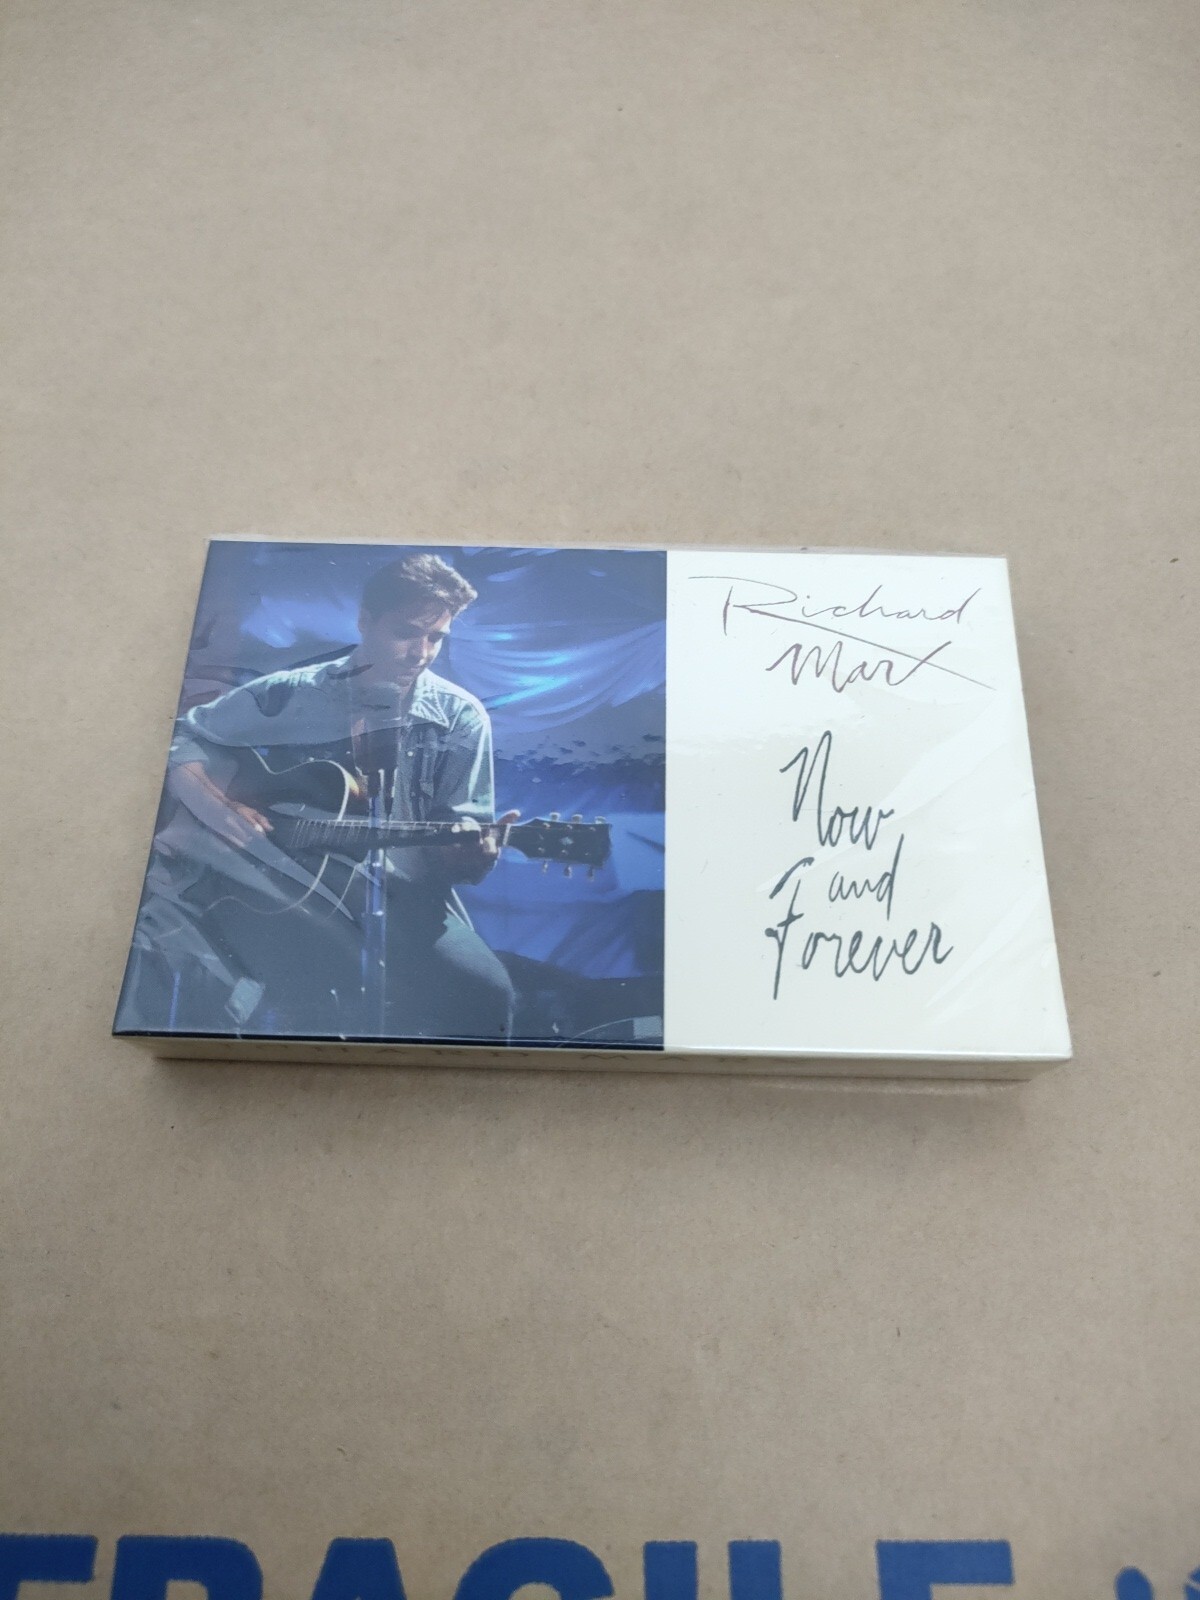 Richard
Marx
Now
and
Forever
FRAGILE